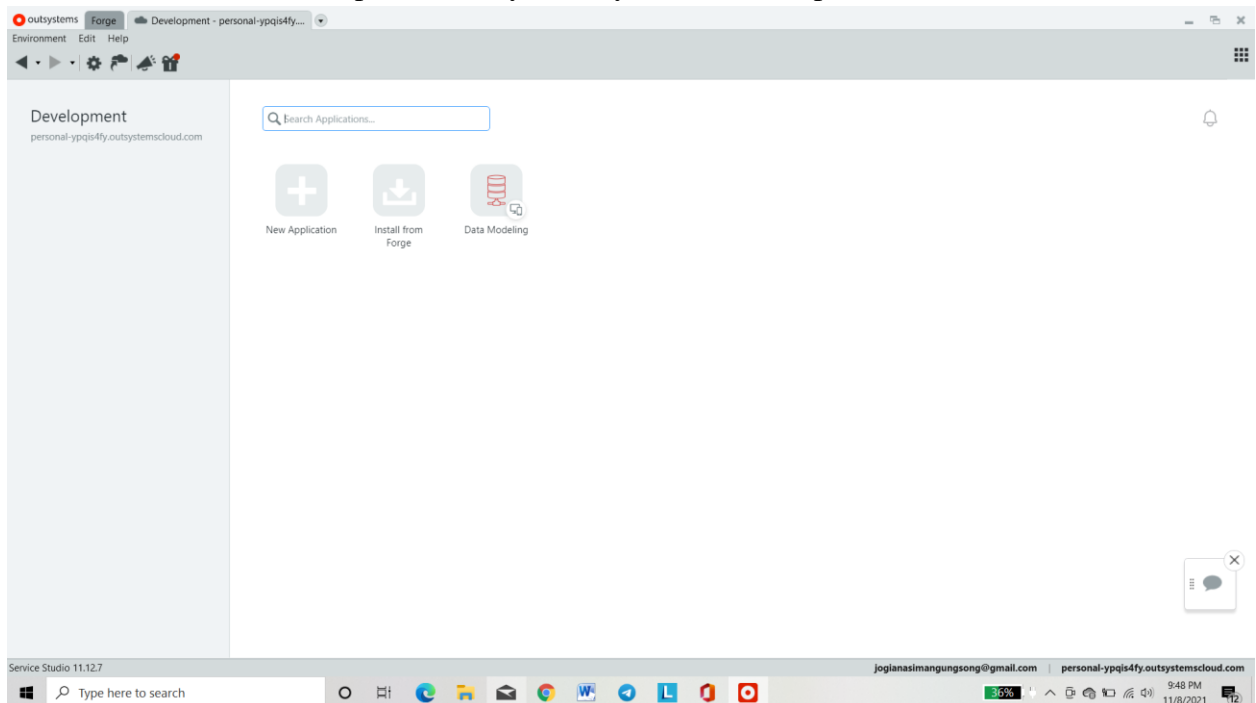 outsystems Forge Development - personal-ypqis4fy....
Environment Edit Help
Development
personal-ypqis4fy.outsystemscloud.com
Search Applications...
New Application
Install from
Forge
Data Modeling
Service Studio 11.12.7
jogianasimangungsong@gmail.com personal-ypqis4fy.outsystemscloud.com
Type here to search
W
L
36%
9:48 PM
11/8/2021
12